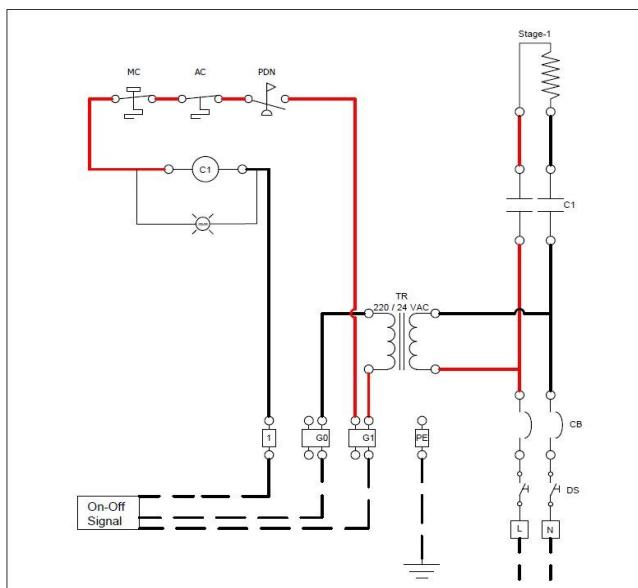 Stage-1
MC AC PDN
C1
C1
TR
220 / 24 VAC
CB
1 G0 G1 PE
DS
On-Off
Signal
L N